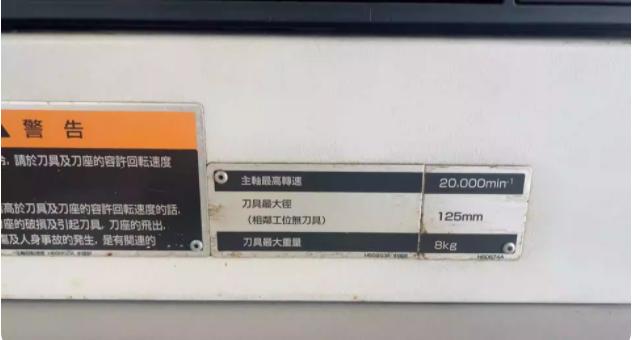 警告
請於刀具及刀座的容許回転速度
高於刀具及刀座的容許回転速度的話,
座的破損及引起刀具, 刀座的飛出,
及人身事故的発生, 是有関連的
主軸最高轉速 20,000min⁻¹
刀具最大徑
(相鄰工位無刀具) 125mm
刀具最大重量 8kg
H60874A